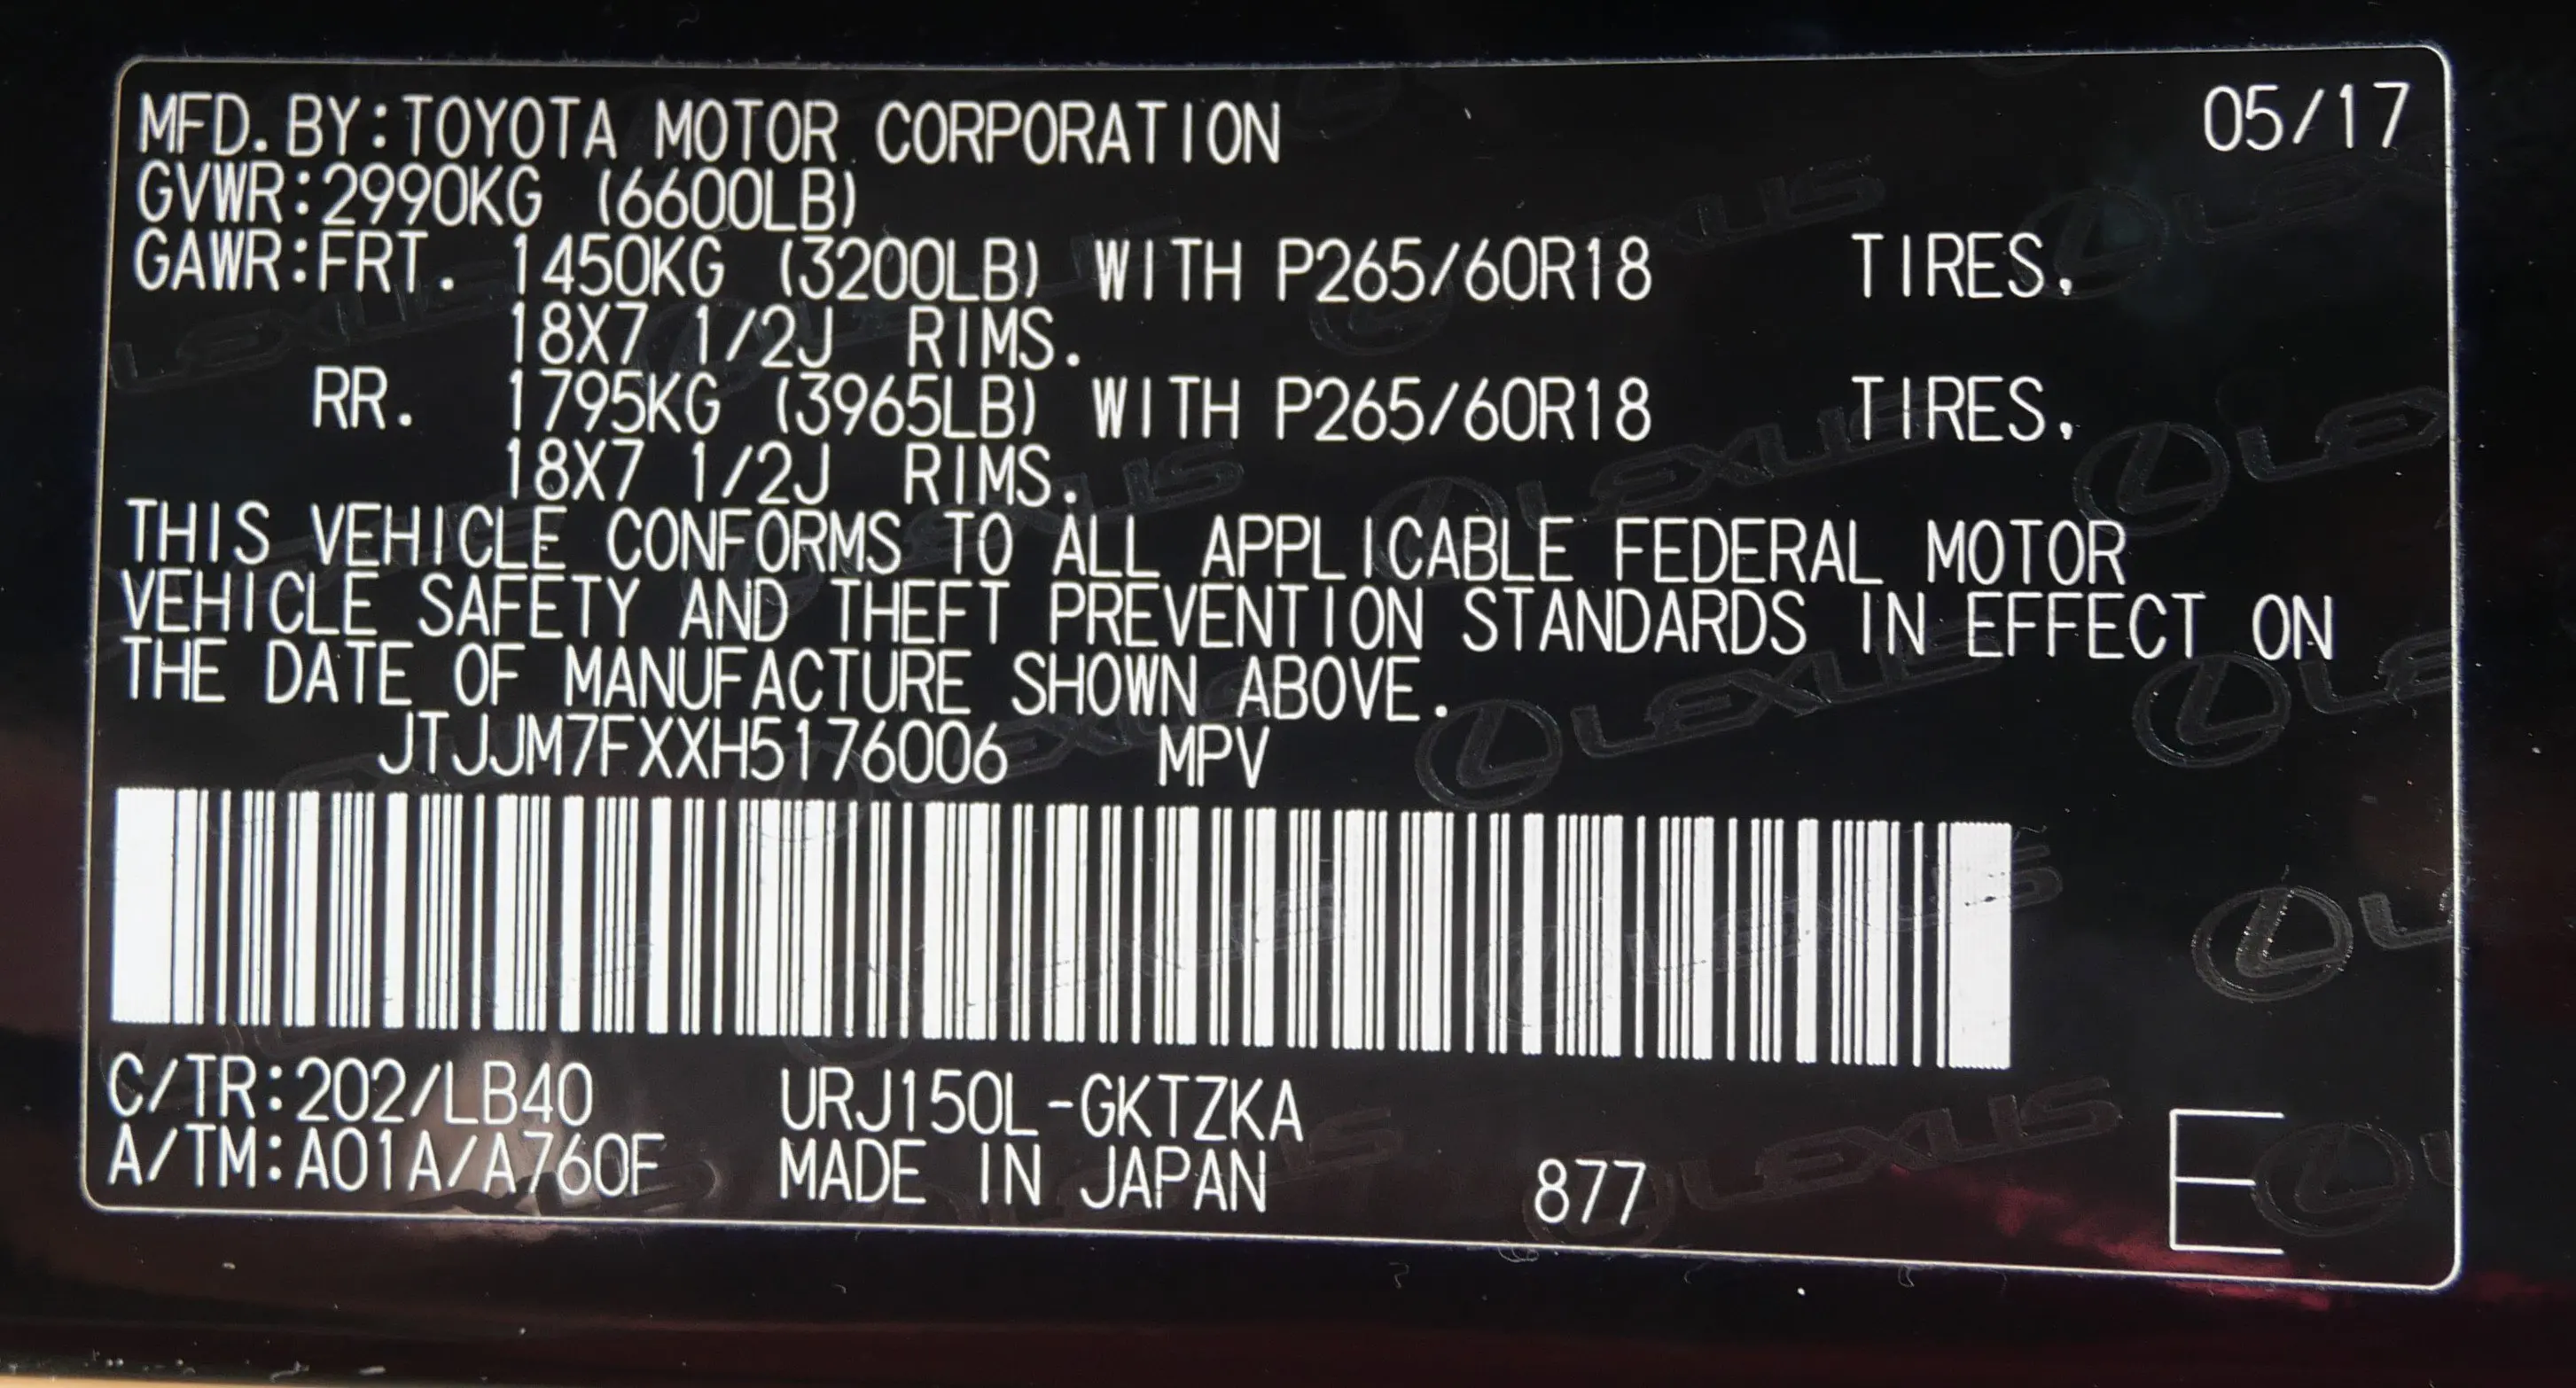 MFD.BY:TOYOTA MOTOR CORPORATION 05/17
GVWR:2990KG (6600LB)
GAWR:FRT. 1450KG (3200LB) WITH P265/60R18 TIRES,
18X7 1/2J RIMS.
RR. 1795KG (3965LB) WITH P265/60R18 TIRES,
18X7 1/2J RIMS.
THIS VEHICLE CONFORMS TO ALL APPLICABLE FEDERAL MOTOR
VEHICLE SAFETY AND THEFT PREVENTION STANDARDS IN EFFECT ON
THE DATE OF MANUFACTURE SHOWN ABOVE.
JTJJM7FXXH5176006 MPV
C/TR:202/LB40 URJ150L-GKTZKA
A/TM:A01A/A760F MADE IN JAPAN 877 E